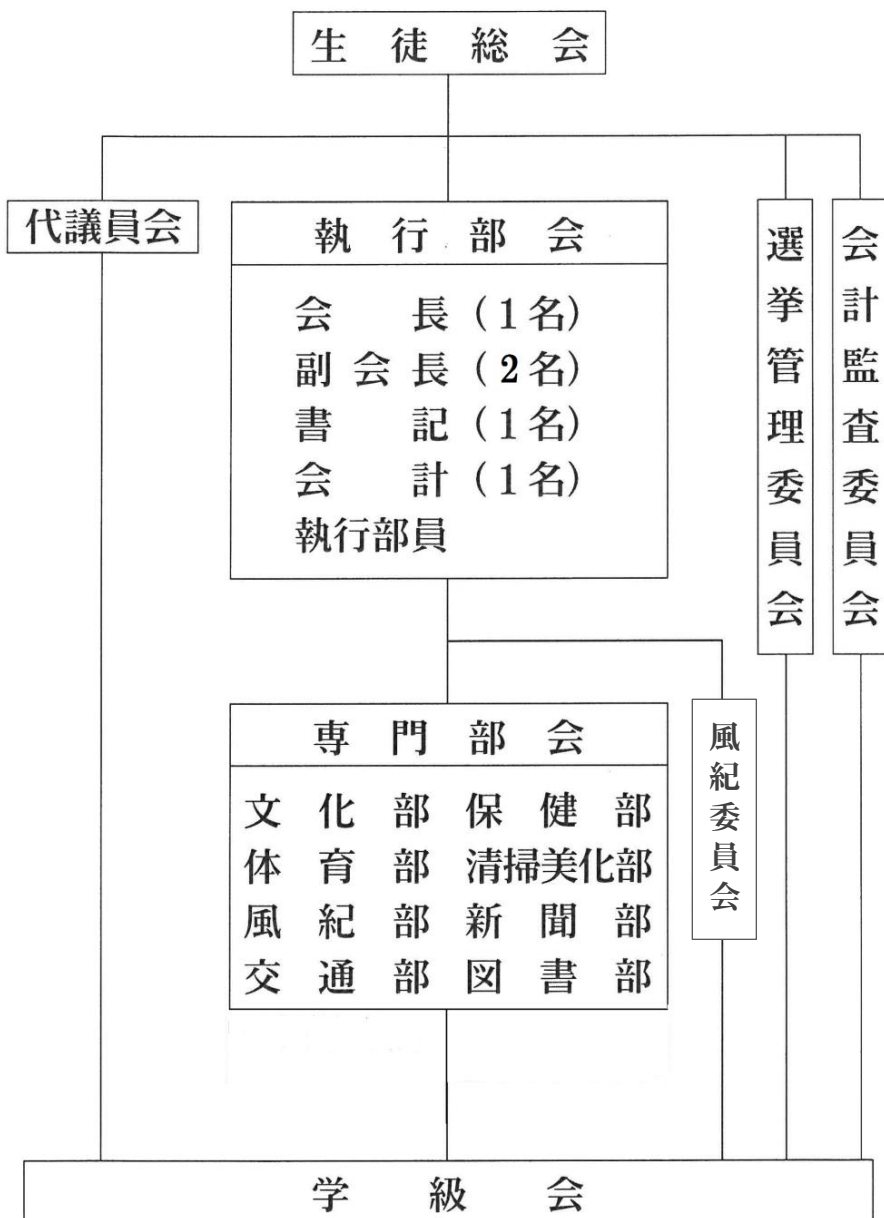 生徒総会
代議員会
執行部会
会長(1名)
副会長(2名)
書記(1名)
会計(1名)
執行部員
選挙管理委員会
会計監査委員会
専門部会
文化部 保健部
体育部 清掃美化部
風紀部 新聞部
交通部 図書部
風紀委員会
学級会